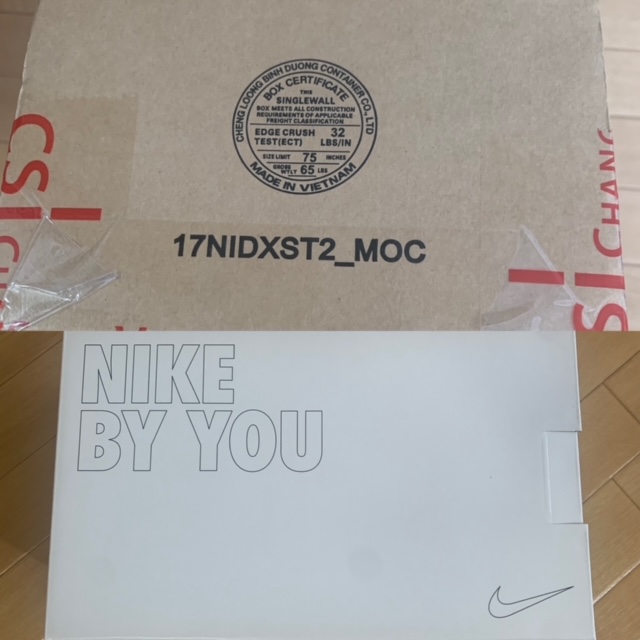 CHENG LOONG BINH DUONG CONTAINER CO., LTD
BOX CERTIFICATE
THIS
SINGLEWALL
BOX MEETS ALL CONSTRUCTION
REQUIREMENTS OF APPLICABLE
FREIGHT CLASSIFICATION
EDGE CRUSH TEST(ECT) 32 LBS/IN
SIZE LIMIT 75 INCHES
GROSS WT.LT 65 LBS
MADE IN VIETNAM
CS
CHANG
17NIDXST2_MOC
NIKE
BY YOU